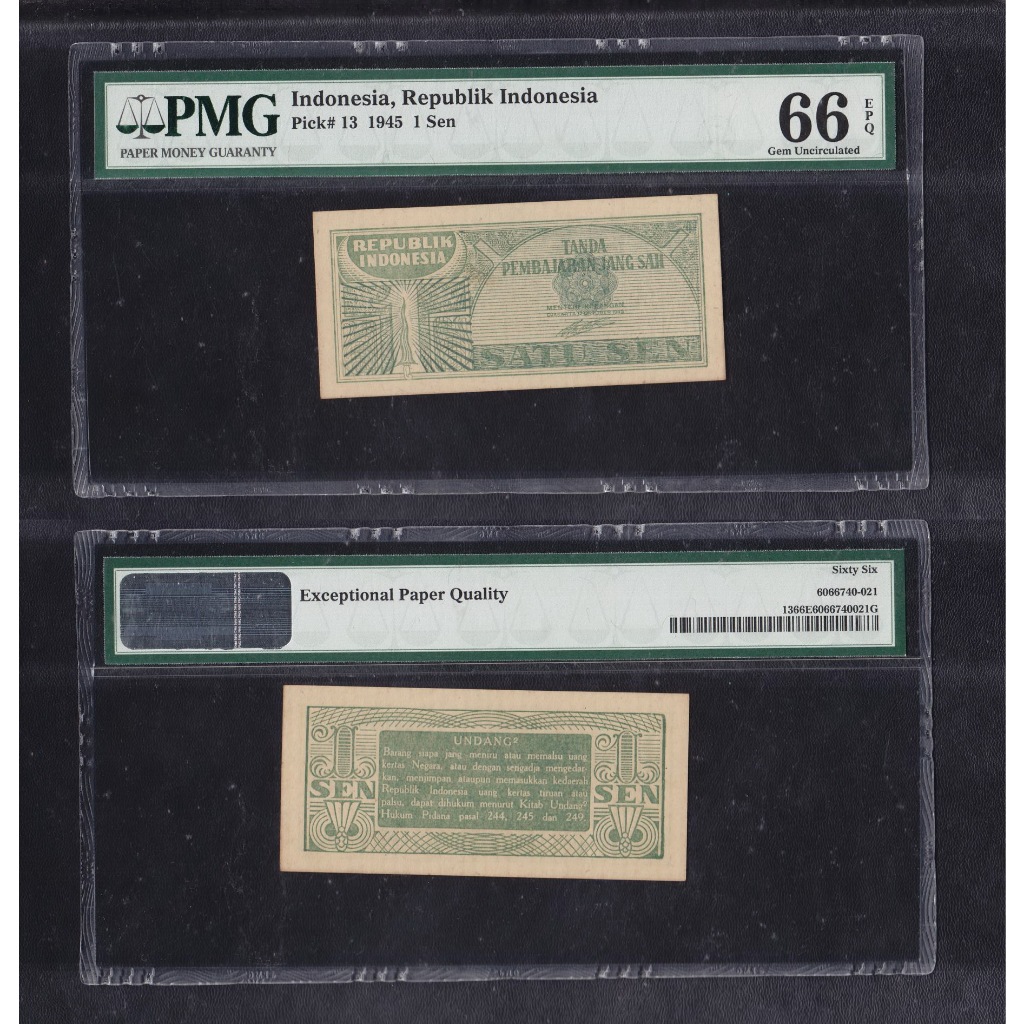 PMG
PAPER MONEY GUARANTY
Indonesia, Republik Indonesia
Pick# 13 1945 1 Sen
66 EPQ
Gem Uncirculated
REPUBLIK
INDONESIA
TANDA
PEMBAJARAN JANG SAH
SATU SEN
Exceptional Paper Quality
Sixty Six
6066740-021
1366E6066740021G
1
SEN
UNDANG²
Barang siapa jang meniru atau memalsu uang
kertas Negara, atau dengan sengadja mengedar
kan, menjimpan ataupun memasukkan kedaerah
Republik Indonesia uang kertas tiruan atau
palsu, dapat dihukum menurut Kitab Undang²
Hukum Pidana pasal 244, 245 dan 249.
1
SEN